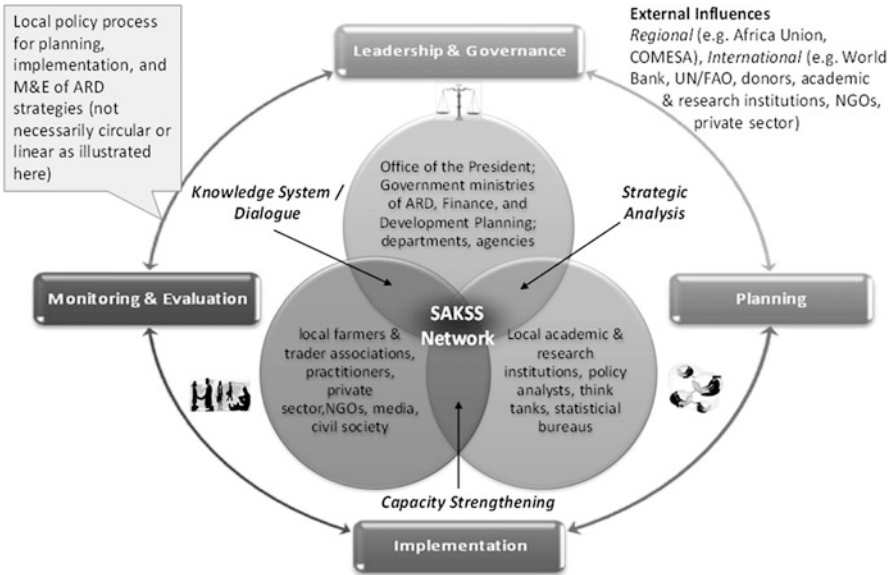 Local policy process
for planning,
implementation, and
M&E of ARD
strategies (not
necessarily circular or
linear as illustrated
here)
Leadership & Governance
External Influences
Regional (e.g. Africa Union,
COMESA), International (e.g. World
Bank, UN/FAO, donors, academic
& research institutions, NGOs,
private sector)
Knowledge System /
Dialogue
Office of the President;
Government ministries
of ARD, Finance, and
Development Planning;
departments, agencies
Strategic
Analysis
Monitoring & Evaluation
SAKSS
Network
Planning
local farmers &
trader associations,
practitioners,
private
sector,NGOs, media,
civil society
Local academic &
research
institutions, policy
analysts, think
tanks, statisticial
bureaus
Capacity Strengthening
Implementation